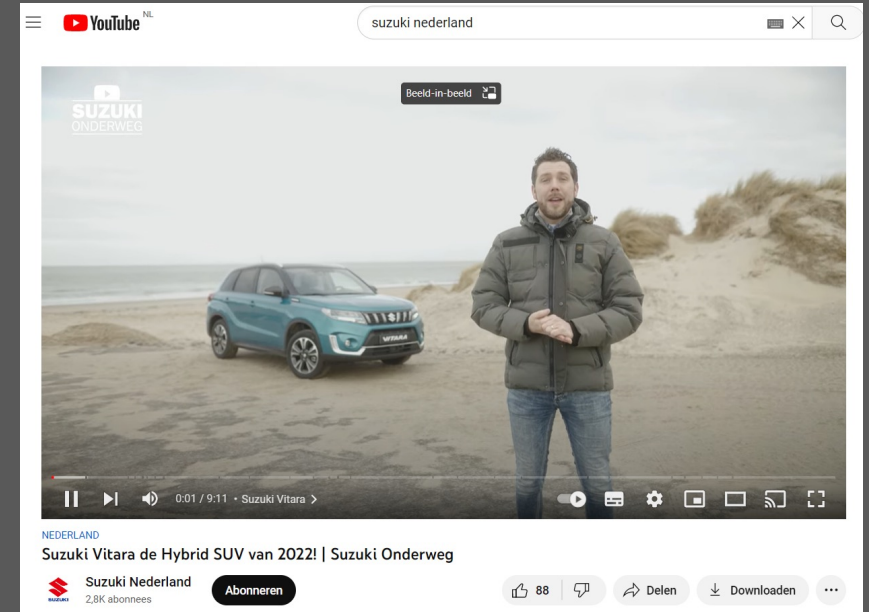 YouTube NL
suzuki nederland
SUZUKI
ONDERWEG
Beeld-in-beeld
VITARA
0:01 / 9:11 • Suzuki Vitara >
NEDERLAND
Suzuki Vitara de Hybrid SUV van 2022! | Suzuki Onderweg
Suzuki Nederland
2,8K abonnees
SUZUKI
Abonneren
88
Delen
Downloaden